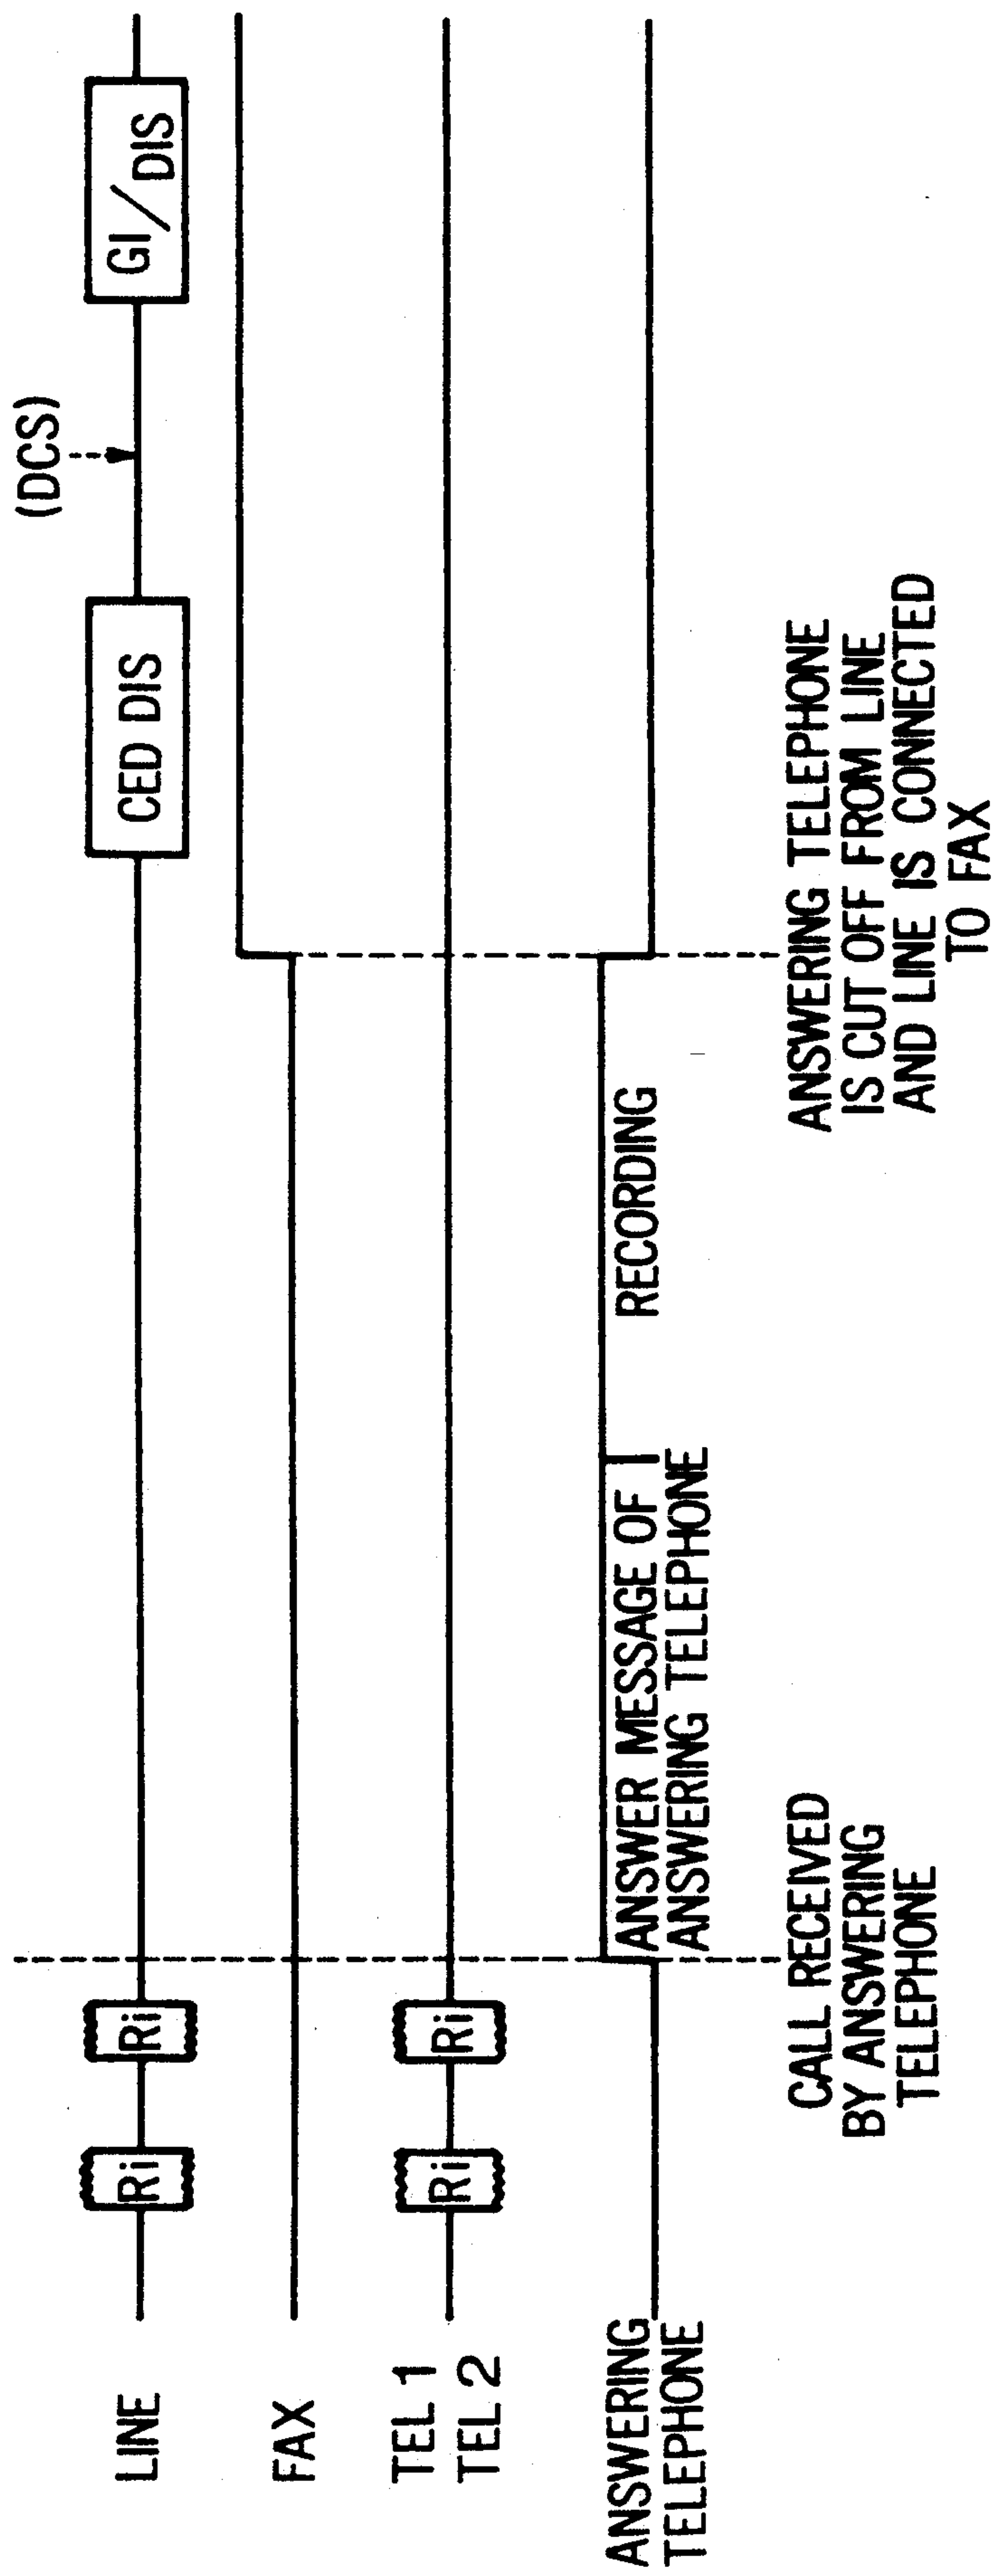 (DCS)
LINE
Ri
Ri
CED DIS
GI/DIS
FAX
TEL 1
TEL 2
Ri
Ri
ANSWERING
TELEPHONE
ANSWER MESSAGE OF
ANSWERING TELEPHONE
RECORDING
CALL RECEIVED
BY ANSWERING
TELEPHONE
ANSWERING TELEPHONE
IS CUT OFF FROM LINE
AND LINE IS CONNECTED
TO FAX